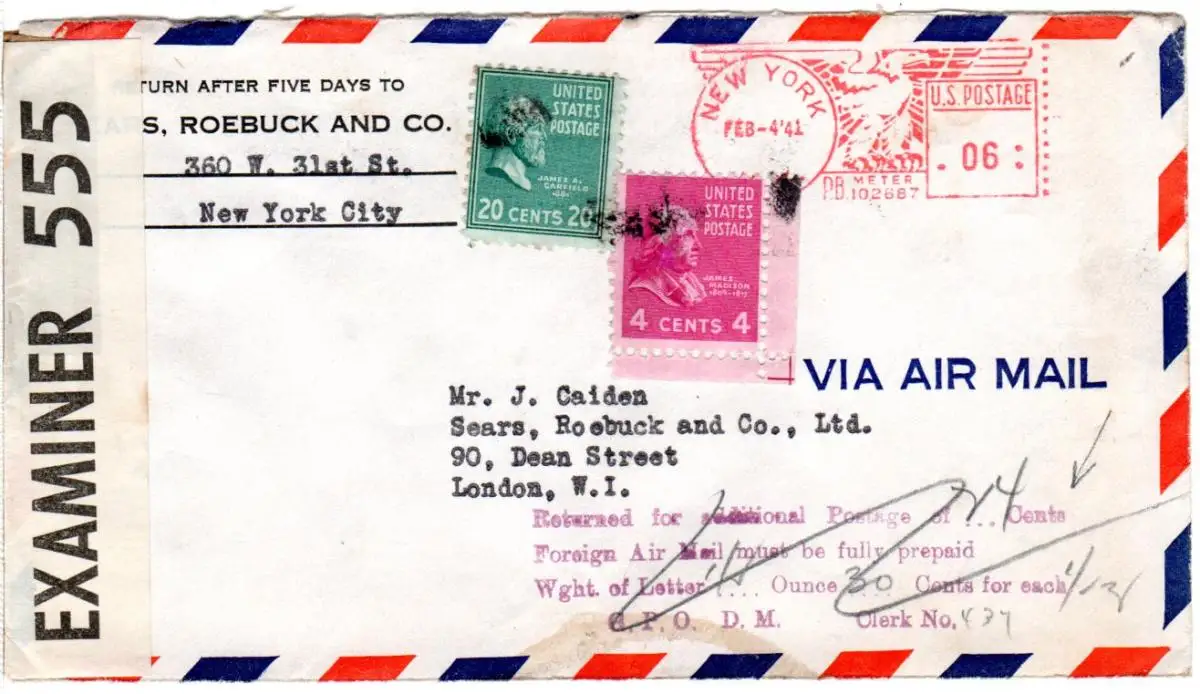 EXAMINER 555
TURN AFTER FIVE DAYS TO
S, ROEBUCK AND CO.
360 W. 31st St.
New York City
UNITED
STATES
POSTAGE
JAMES A.
GARFIELD
20 CENTS 20
UNITED
STATES
POSTAGE
JAMES
MADISON
4 CENTS 4
NEW YORK
FEB-4'41
U.S. POSTAGE
.06:
P.B. METER
102687
VIA AIR MAIL
Mr. J. Caiden
Sears, Roebuck and Co., Ltd.
90, Dean Street
London, W.I.
Returned for additional Postage of ... 24 Cents
Foreign Air Mail must be fully prepaid
Wght. of Letter .... Ounce 30 Cents for each
G.P.O. D.M. Clerk No. 437